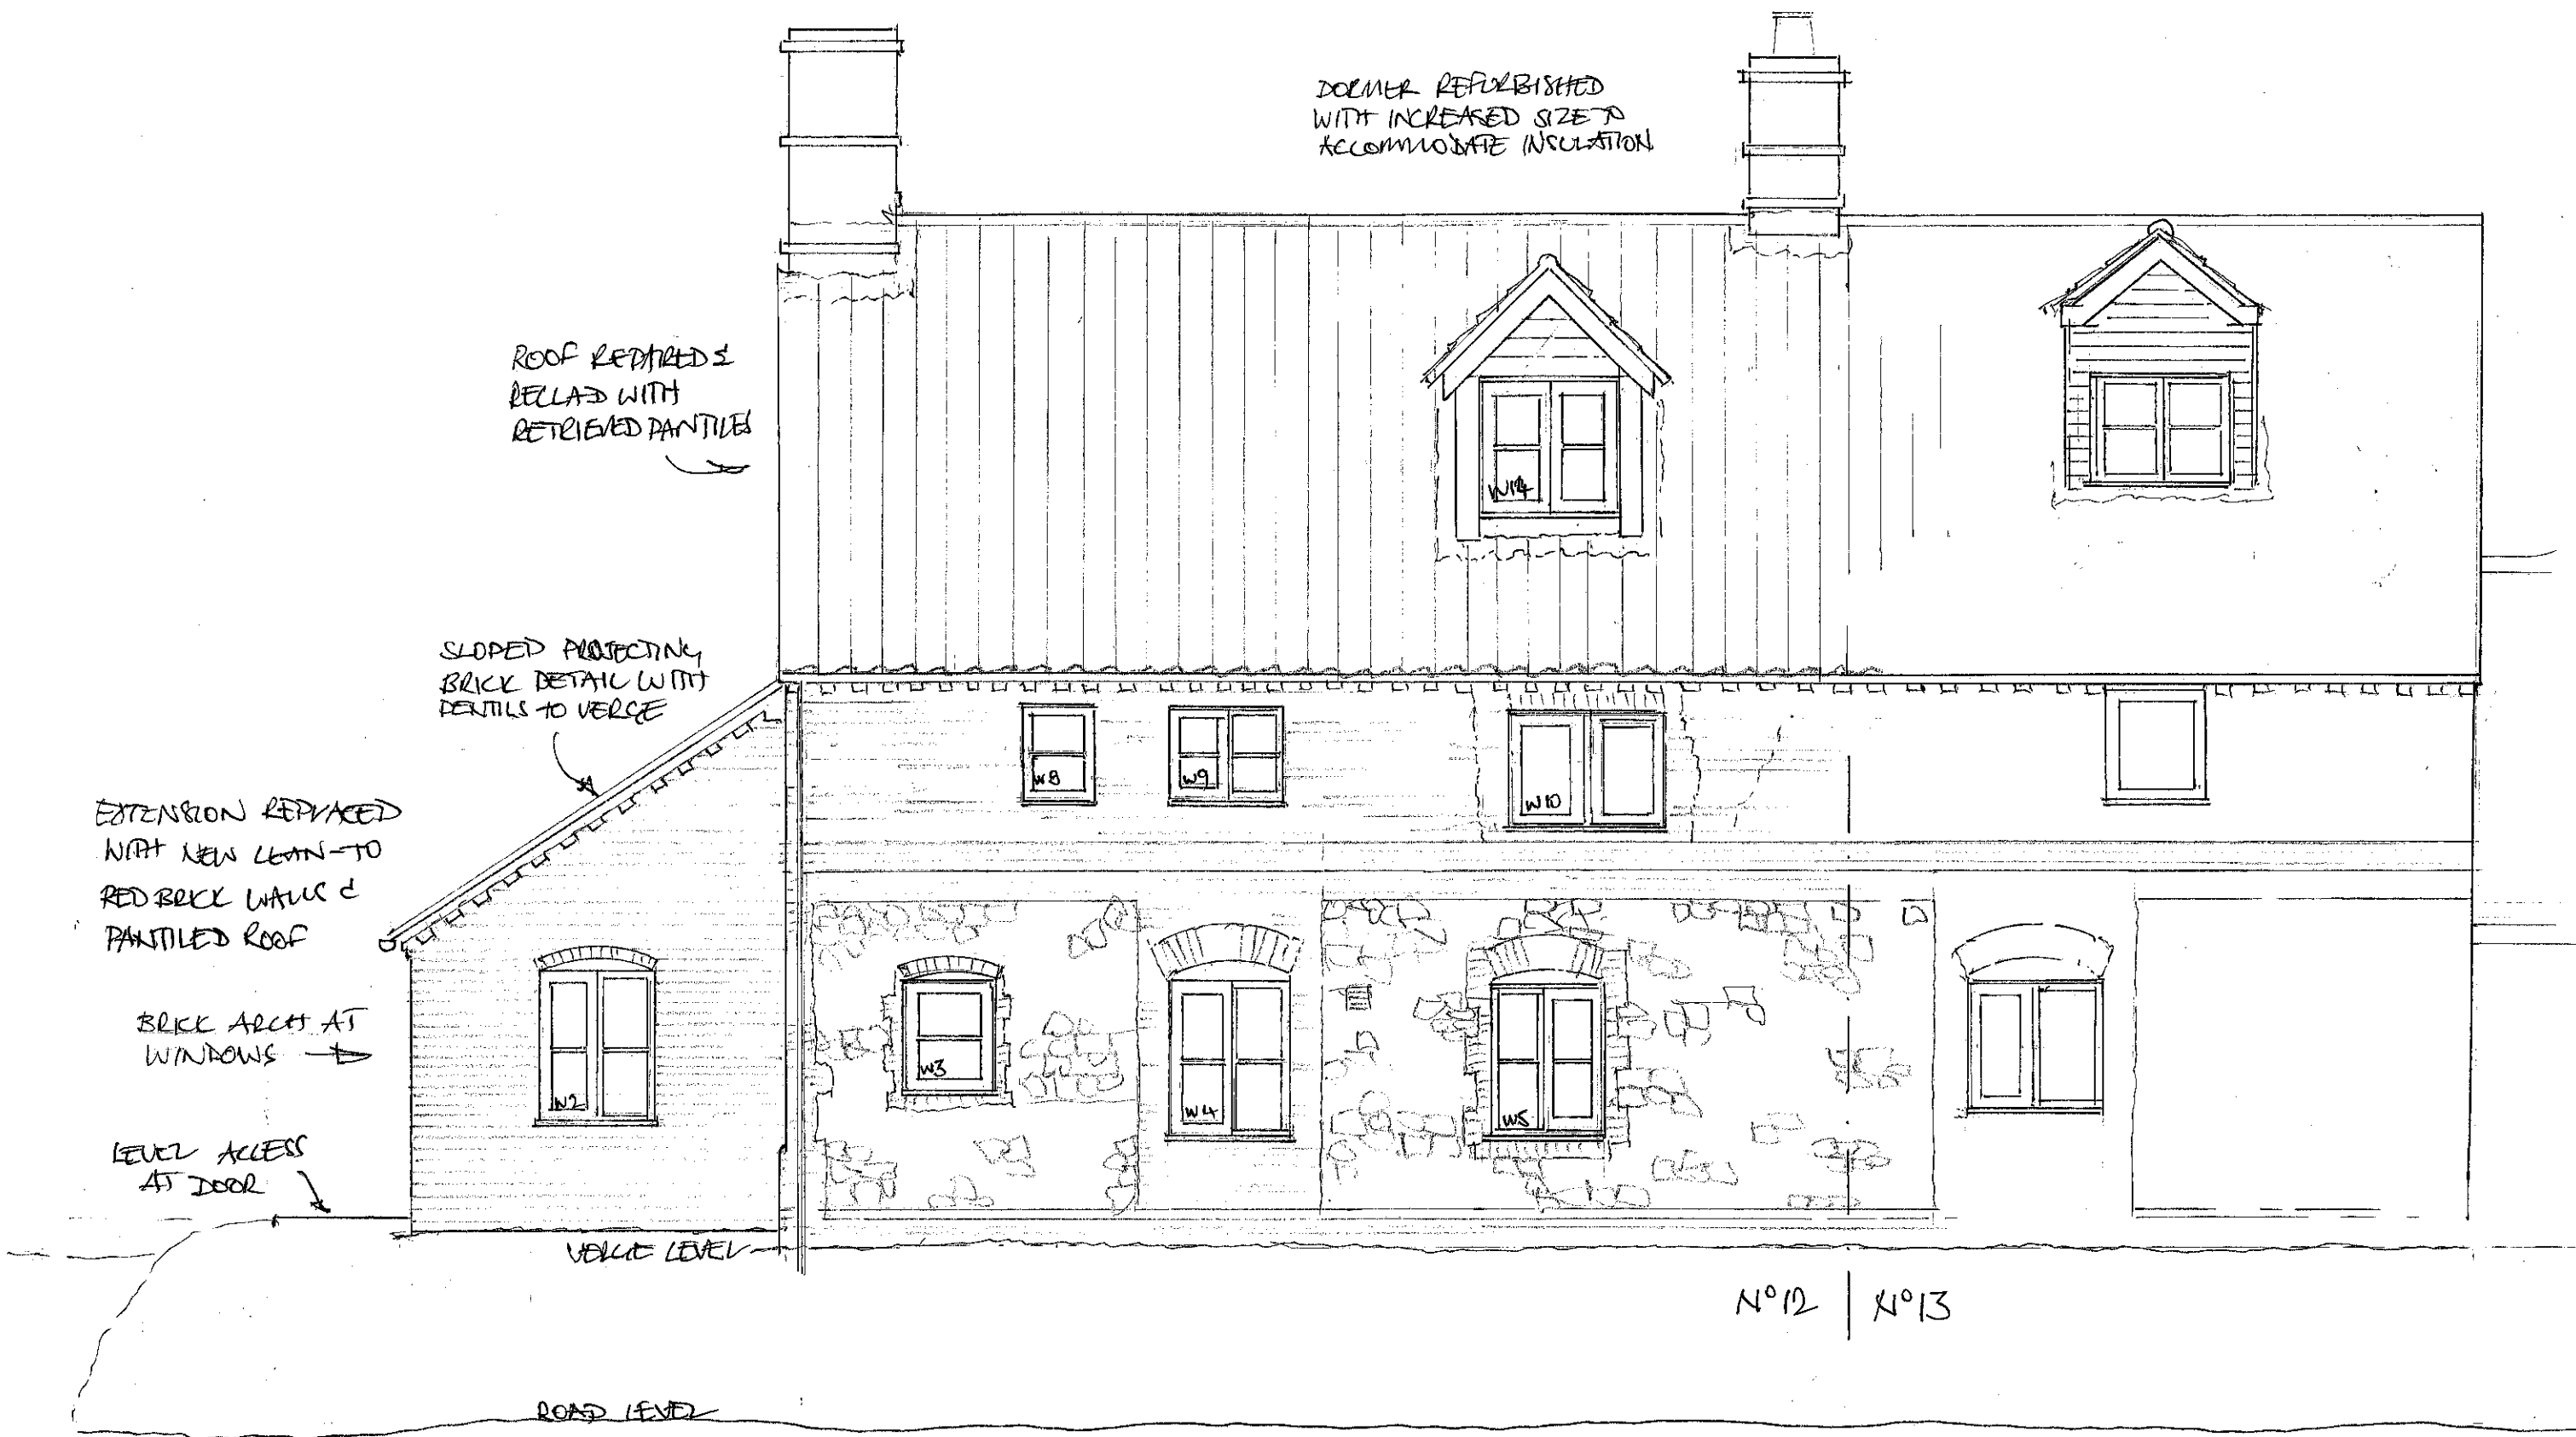 DORMER REFURBISHED
WITH INCREASED SIZE TO
ACCOMMODATE INSULATION
ROOF REPAIRED &
RECLAD WITH
RETRIEVED PANTILES
W14
SLOPED PROJECTING
BRICK DETAIL WITH
DENTILS TO VERGE
W8
W9
W10
EXTENSION REPLACED
WITH NEW LEAN-TO
RED BRICK WALLS &
PANTILED ROOF
BRICK ARCH AT
WINDOWS
W2
W3
W4
W5
LEVEL ACCESS
AT DOOR
VERGE LEVEL
Nº12 | Nº13
ROAD LEVEL